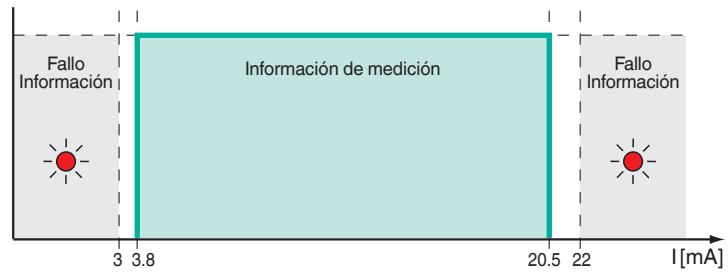 Fallo
Información
Información de medición
Fallo
Información
3 3.8 20.5 22 I [mA]